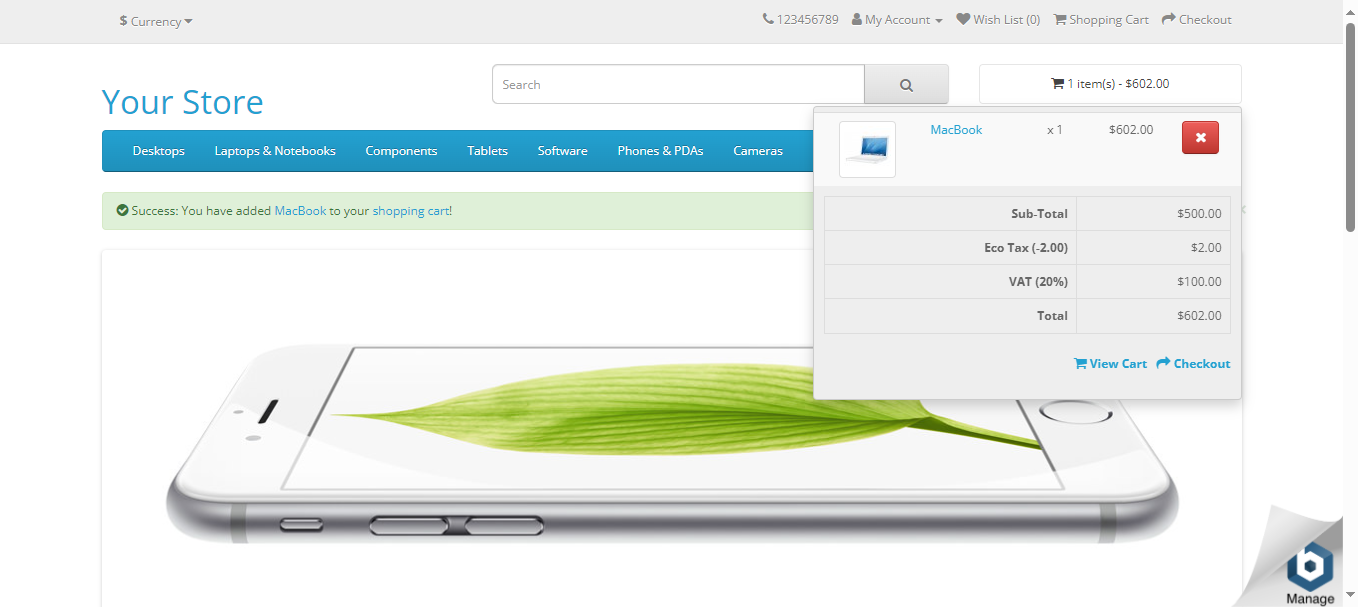 $ Currency
123456789 My Account Wish List (0) Shopping Cart Checkout
Your Store
Search
1 item(s) - $602.00
Desktops Laptops & Notebooks Components Tablets Software Phones & PDAs Cameras
MacBook x 1 $602.00
Success: You have added MacBook to your shopping cart!
Sub-Total $500.00
Eco Tax (-2.00) $2.00
VAT (20%) $100.00
Total $602.00
View Cart Checkout
b
Manage